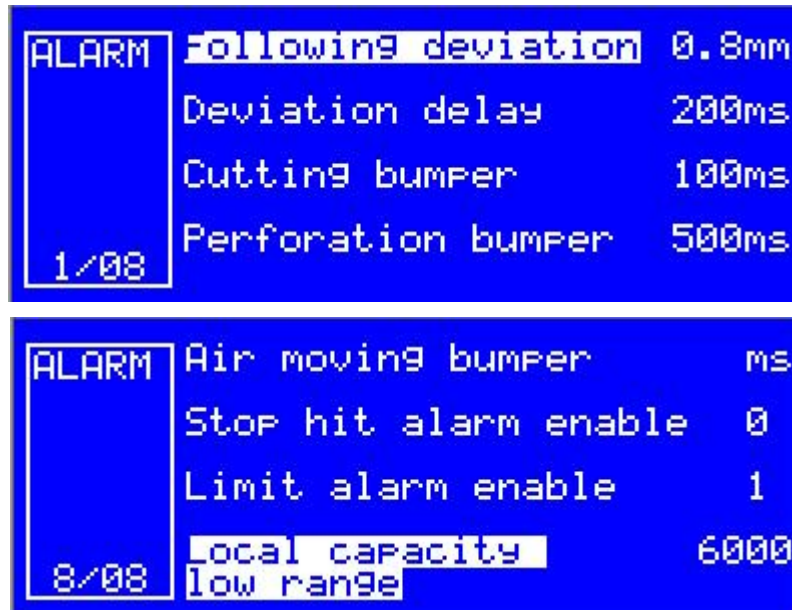 ALARM
Following deviation 0.8mm
Deviation delay 200ms
Cutting bumper 100ms
Perforation bumper 500ms
1/08
ALARM
Air moving bumper ms
Stop hit alarm enable 0
Limit alarm enable 1
Local capacity 6000
low range
8/08